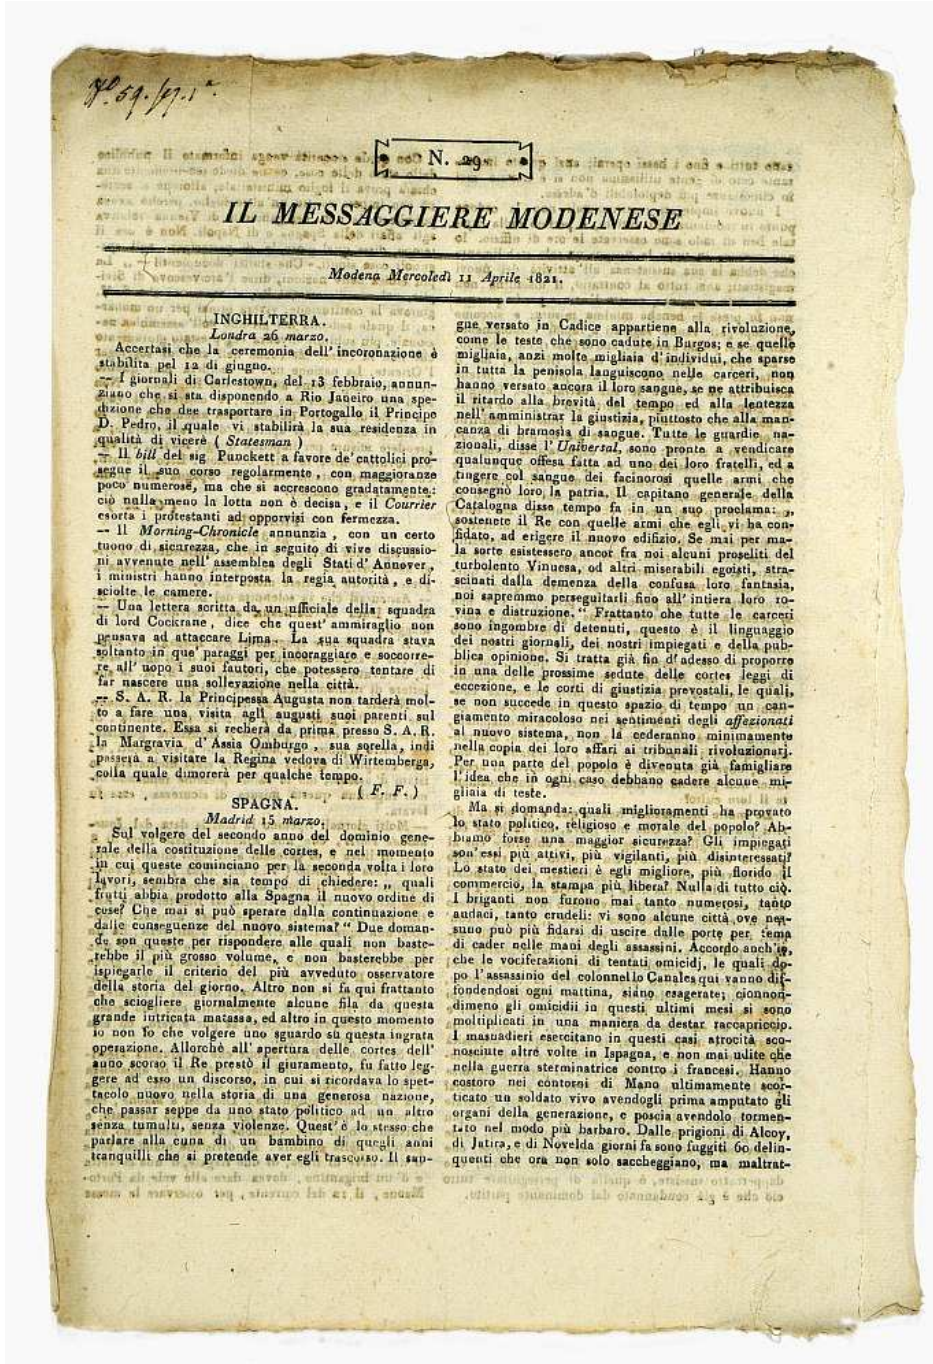 N. 29
IL MESSAGGIERE MODENESE
Modena Mercoledì 11 Aprile 1821.
INGHILTERRA.
Londra 26 marzo.
Accertasi che la ceremonia dell' incoronazione è
stabilita pel 12 di giugno.
— I giornali di Carlestown, del 13 febbraio, annun-
ziano che si sta disponendo a Rio Janeiro una spe-
dizione che dee trasportare in Portogallo il Principe
D. Pedro, il quale vi stabilirà la sua residenza in
qualità di vicerè ( Statesman )
— Il bill del sig Punckett a favore de' cattolici pro-
segue il suo corso regolarmente, con maggioranze
poco numerose, ma che si accrescono gradatamente:
ciò nulla meno la lotta non è decisa, e il Courrier
esorta i protestanti ad opporvisi con fermezza.
— Il Morning-Chronicle annunzia, con un certo
tuono di sicurezza, che in seguito di vive discussio-
ni avvenute nell' assemblea degli Stati d' Annover,
i ministri hanno interposta la regia autorità, e di-
sciolte le camere.
— Una lettera scritta da un ufficiale della squadra
di lord Cockrane, dice che quest' ammiraglio non
pensava ad attaccare Lima. La sua squadra stava
soltanto in que' paraggi per incoraggiare e soccorre-
re all' uopo i suoi fautori, che potessero tentare di
far nascere una sollevazione nella città.
— S. A. R. la Principessa Augusta non tarderà mol-
to a fare una visita agli augusti suoi parenti sul
continente. Essa si recherà da prima presso S. A. R.
la Margravia d' Assia Omburgo, sua sorella, indi
passerà a visitare la Regina vedova di Wirtemberga,
colla quale dimorerà per qualche tempo.
( F. F. )
SPAGNA.
Madrid 15 marzo.
Sul volgere del secondo anno del dominio gene-
rale della costituzione delle cortes, e nel momento
in cui queste cominciano per la seconda volta i loro
lavori, sembra che sia tempo di chiedere: „ quali
frutti abbia prodotto alla Spagna il nuovo ordine di
cose? Che mai si può sperare dalla continuazione e
dalle conseguenze del nuovo sistema? “ Due doman-
de son queste per rispondere alle quali non baste-
rebbe il più grosso volume, e non basterebbe per
ispiegarle il criterio del più avveduto osservatore
della storia del giorno. Altro non si fa qui frattanto
che sciogliere giornalmente alcune fila da questa
grande intricata matassa, ed altro in questo momento
io non fo che volgere uno sguardo su questa ingrata
operazione. Allorchè all' apertura delle cortes dell'
anno scorso il Re prestò il giuramento, fu fatto leg-
gere ad esso un discorso, in cui si ricordava lo spet-
tacolo nuovo nella storia di una generosa nazione,
che passar seppe da uno stato politico ad un altro
senza tumulti, senza violenze. Quest' è lo stesso che
parlare alla cuna di un bambino di quegli anni
tranquilli che si pretende aver egli trascorso. Il san-
gue versato in Cadice appartiene alla rivoluzione,
come le teste che sono cadute in Burgos; e se quelle
migliaia, anzi molte migliaia d' individui, che sparse
in tutta la penisola languiscono nelle carceri, non
hanno versato ancora il loro sangue, se ne attribuisca
il ritardo alla brevità del tempo ed alla lentezza
nell' amministrar la giustizia, piuttosto che alla man-
canza di bramosìa di sangue. Tutte le guardie na-
zionali, disse l' Universal, sono pronte a vendicare
qualunque offesa fatta ad uno dei loro fratelli, ed a
tingere col sangue dei facinorosi quelle armi che
consegnò loro la patria. Il capitano generale della
Catalogna disse tempo fa in un suo proclama: „
sostenete il Re con quelle armi che egli vi ha con-
fidato, ad erigere il nuovo edifizio. Se mai per ma-
la sorte esistessero ancor fra noi alcuni proseliti del
turbolento Vinuesa, od altri miserabili egoisti, stra-
scinati dalla demenza della confusa loro fantasia,
noi sapremmo perseguitarli fino all' intiera loro ro-
vina e distruzione. “ Frattanto che tutte le carceri
sono ingombre di detenuti, questo è il linguaggio
dei nostri giornali, dei nostri impiegati e della pub-
blica opinione. Si tratta già fin d' adesso di proporre
in una delle prossime sedute delle cortes leggi di
eccezione, e le corti di giustizia prevostali, le quali,
se non succede in questo spazio di tempo un can-
giamento miracoloso nei sentimenti degli affezionati
al nuovo sistema, non la cederanno minimamente
nella copia dei loro affari ai tribunali rivoluzionarj.
Per una parte del popolo è divenuta già famigliare
l' idea che in ogni caso debbano cadere alcune mi-
gliaia di teste.
Ma si domanda: quali miglioramenti ha provato
lo stato politico, religioso e morale del popolo? Ab-
biamo forse una maggior sicurezza? Gli impiegati
son' essi più attivi, più vigilanti, più disinteressati?
Lo stato dei mestieri è egli migliore, più florido il
commercio, la stampa più libera? Nulla di tutto ciò.
I briganti non furono mai tanto numerosi, tanto
audaci, tanto crudeli: vi sono alcune città ove nes-
suno può più fidarsi di uscire dalle porte per tema
di cader nelle mani degli assassini. Accordo anch' io,
che le vociferazioni di tentati omicidj, le quali do-
po l' assassinio del colonnello Canales qui vanno dif-
fondendosi ogni mattina, siano esagerate; cionnon-
dimeno gli omicidii in questi ultimi mesi si sono
moltiplicati in una maniera da destar raccapriccio.
I masnadieri esercitano in questi casi atrocità sco-
nosciute altre volte in Ispagna, e non mai udite che
nella guerra sterminatrice contro i francesi. Hanno
costoro nei contorni di Mano ultimamente scor-
ticato un soldato vivo avendogli prima amputato gli
organi della generazione, e poscia avendolo tormen-
tato nel modo più barbaro. Dalle prigioni di Alcoy,
di Jatira, e di Novelda giorni fa sono fuggiti 60 delin-
quenti che ora non solo saccheggiano, ma maltrat-